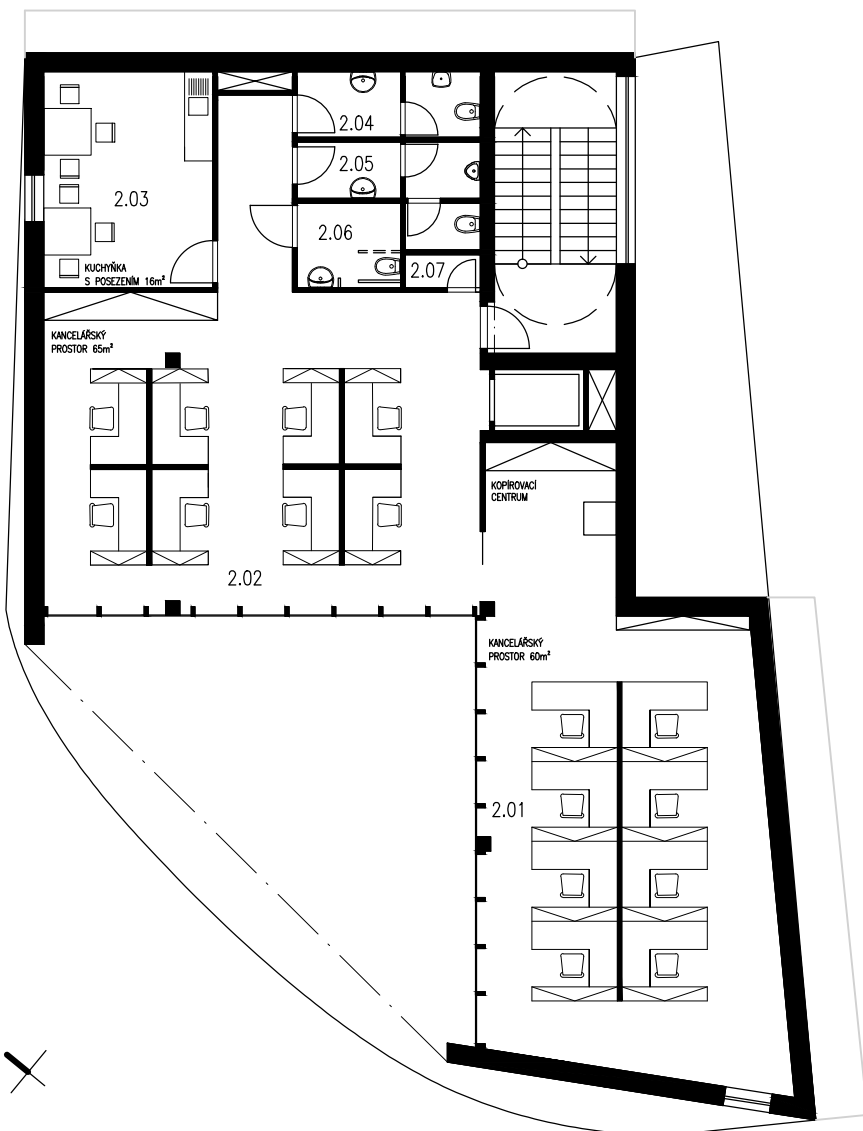 2.04
2.05
2.03
2.06
2.07
KUCHYŇKA
S POSEZENÍM 16m²
KANCELÁŘSKÝ
PROSTOR 65m²
KOPÍROVACÍ
CENTRUM
2.02
KANCELÁŘSKÝ
PROSTOR 60m²
2.01